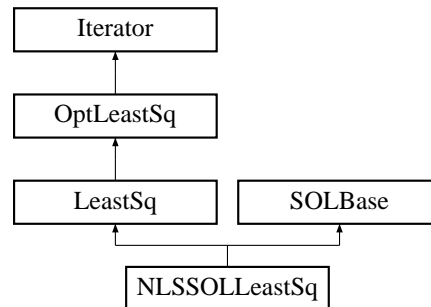 Iterator
OptLeastSq
LeastSq
SOLBase
NLSSOLLeastSq